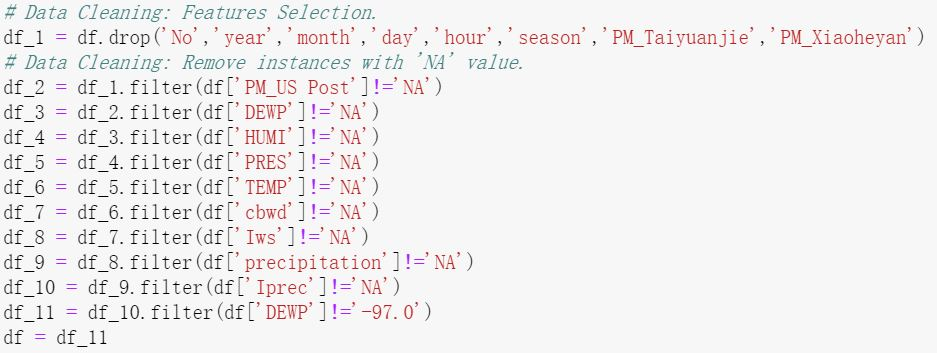 # Data Cleaning: Features Selection.
df_1 = df.drop('No','year','month','day','hour','season','PM_Taiyuanjie','PM_Xiaoheyan')
# Data Cleaning: Remove instances with 'NA' value.
df_2 = df_1.filter(df['PM_US Post']!='NA')
df_3 = df_2.filter(df['DEWP']!='NA')
df_4 = df_3.filter(df['HUMI']!='NA')
df_5 = df_4.filter(df['PRES']!='NA')
df_6 = df_5.filter(df['TEMP']!='NA')
df_7 = df_6.filter(df['cbwd']!='NA')
df_8 = df_7.filter(df['Iws']!='NA')
df_9 = df_8.filter(df['precipitation']!='NA')
df_10 = df_9.filter(df['Iprec']!='NA')
df_11 = df_10.filter(df['DEWP']!='-97.0')
df = df_11